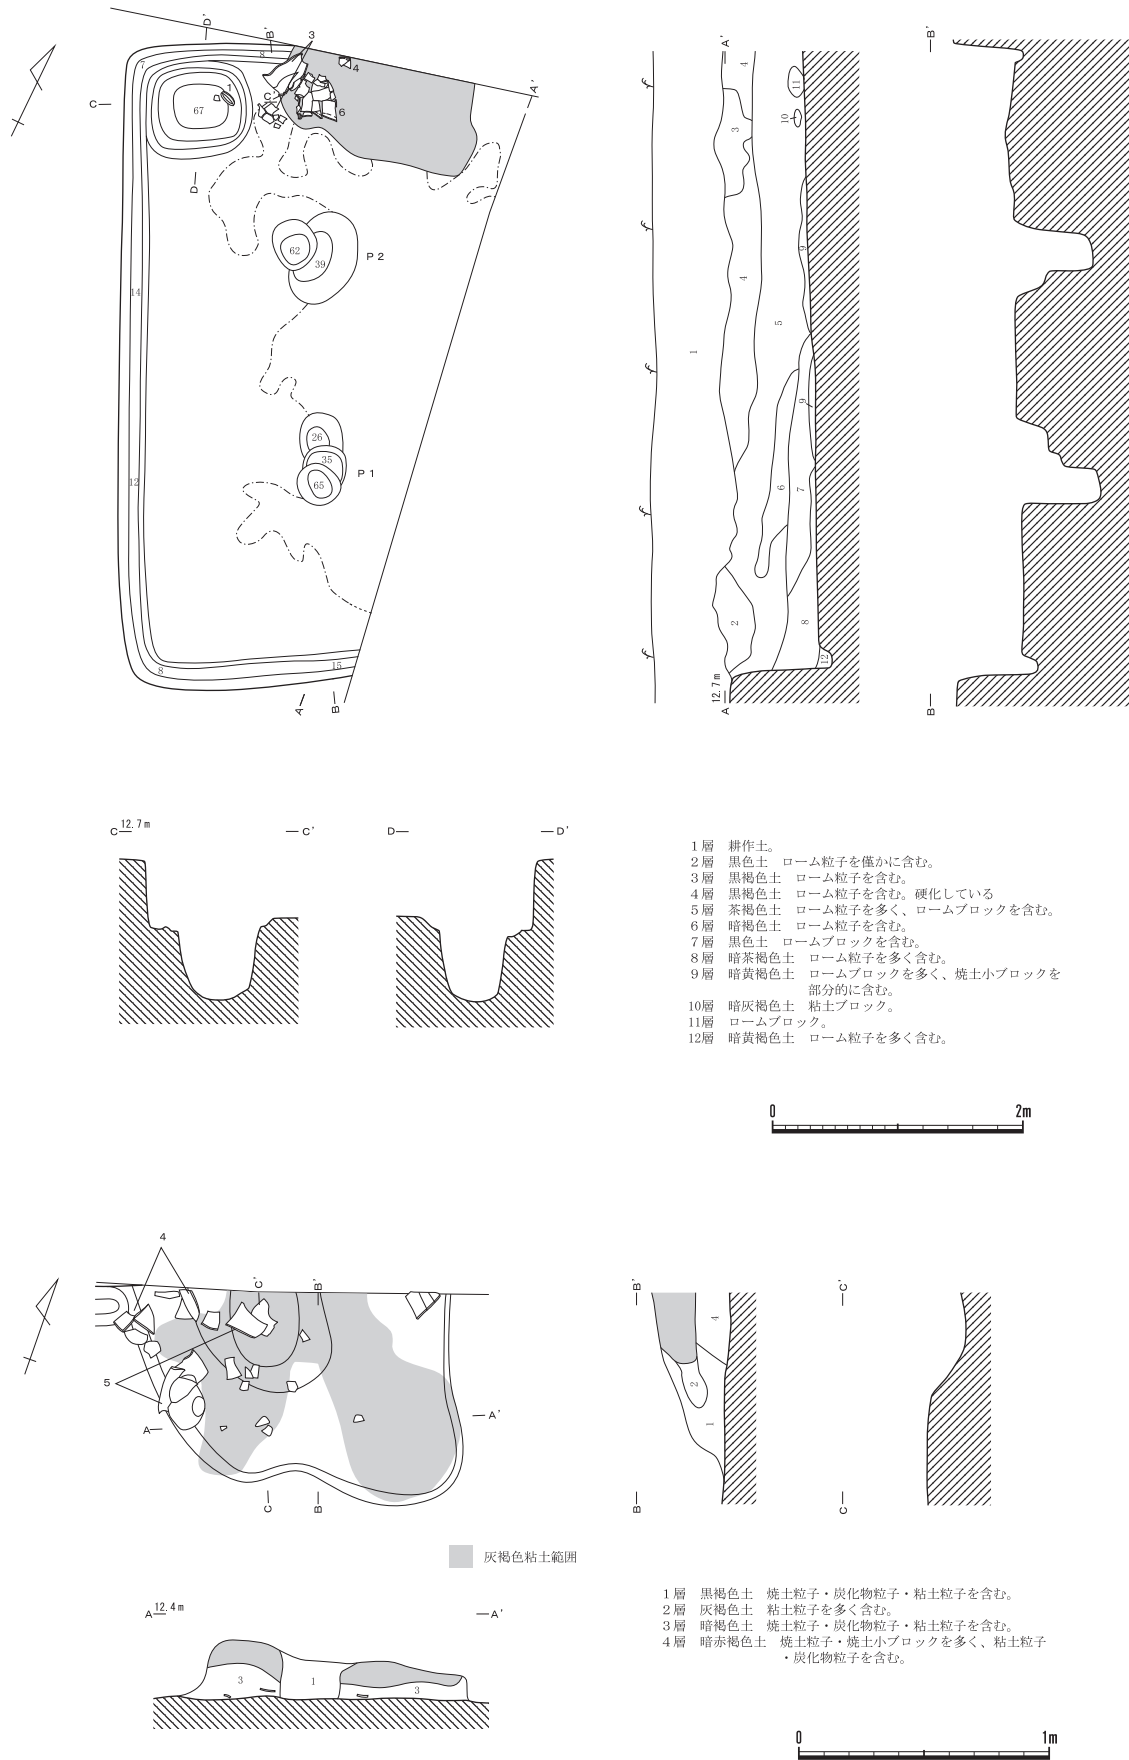 D'
B'
3
8
7
4
C
1
C'
6
67
A'
D
62
39
P 2
14
26
35
P 1
12
65
8
15
A
B
A'
4
11
3
10
9
4
5
1
9
6
7
2
8
12
12.7m
A
B'
B
C 12.7m
C'
D
D'
1層 耕作土。
2層 黒色土 ローム粒子を僅かに含む。
3層 黒褐色土 ローム粒子を含む。
4層 黒褐色土 ローム粒子を含む。硬化している
5層 茶褐色土 ローム粒子を多く、ロームブロックを含む。
6層 暗褐色土 ローム粒子を含む。
7層 黒色土 ロームブロックを含む。
8層 暗茶褐色土 ローム粒子を多く含む。
9層 暗黄褐色土 ロームブロックを多く、焼土小ブロックを
部分的に含む。
10層 暗灰褐色土 粘土ブロック。
11層 ロームブロック。
12層 暗黄褐色土 ローム粒子を多く含む。
0 2m
4
C'
B'
5
A
A'
C
B
B'
4
2
1
B
C'
C
灰褐色粘土範囲
A 12.4m
A'
3
1
3
1層 黒褐色土 焼土粒子・炭化物粒子・粘土粒子を含む。
2層 灰褐色土 粘土粒子を多く含む。
3層 暗褐色土 焼土粒子・炭化物粒子・粘土粒子を含む。
4層 暗赤褐色土 焼土粒子・焼土小ブロックを多く、粘土粒子
・炭化物粒子を含む。
0 1m